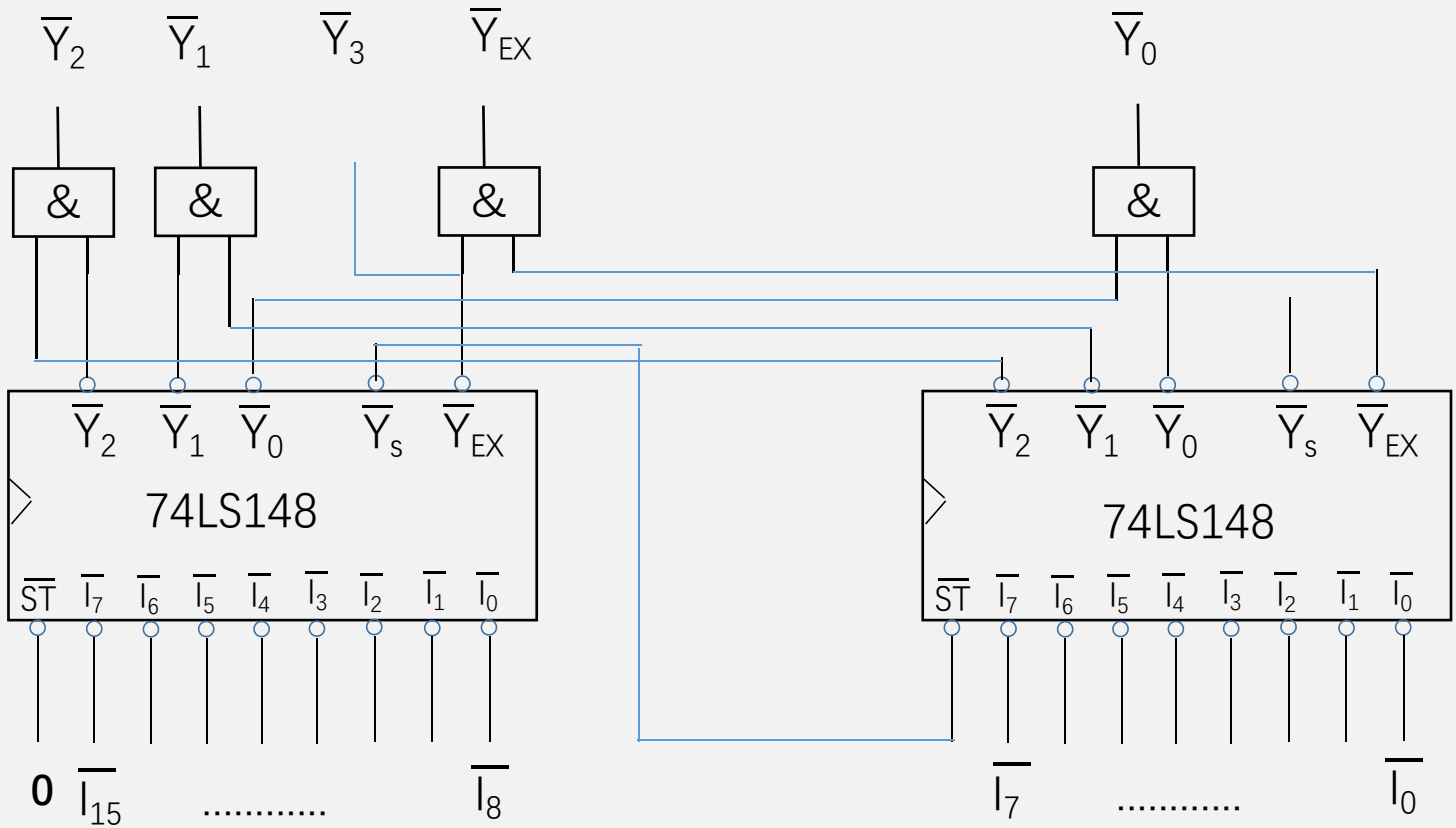 Y̅₂ Y̅₁ Y̅₃ Y̅EX Y̅₀
& & & &
Y̅₂ Y̅₁ Y̅₀ Y̅s Y̅EX Y̅₂ Y̅₁ Y̅₀ Y̅s Y̅EX
74LS148 74LS148
S̅T̅ I̅₇ I̅₆ I̅₅ I̅₄ I̅₃ I̅₂ I̅₁ I̅₀ S̅T̅ I̅₇ I̅₆ I̅₅ I̅₄ I̅₃ I̅₂ I̅₁ I̅₀
0 I̅₁₅ ............ I̅₈ I̅₇ ............ I̅₀